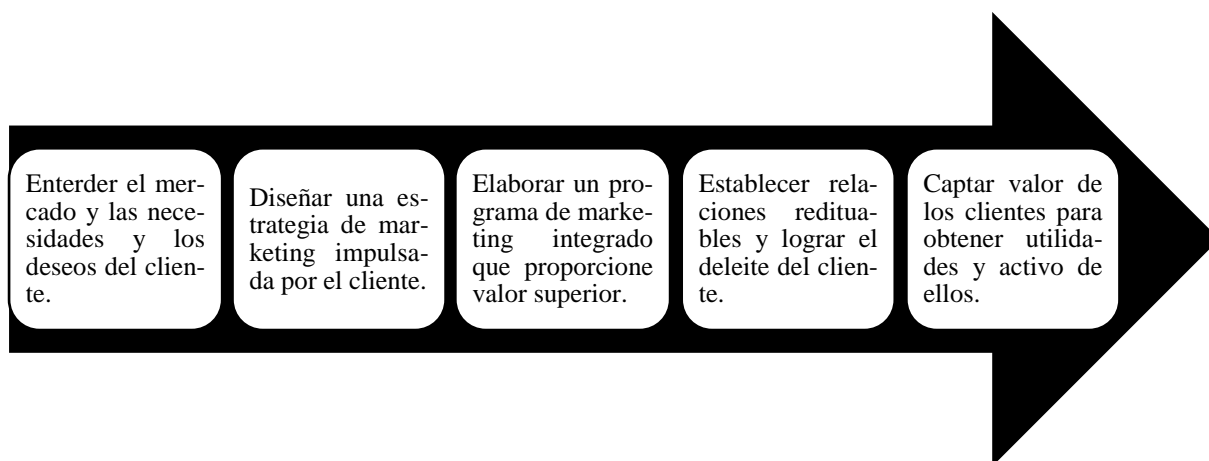 Enterder el mer-
cado y las nece-
sidades y los
deseos del clien-
te.
Diseñar una es-
trategia de mar-
keting impulsa-
da por el cliente.
Elaborar un pro-
grama de marke-
ting integrado
que proporcione
valor superior.
Establecer rela-
ciones redituа-
bles y lograr el
deleite del clien-
te.
Captar valor de
los clientes para
obtener utilida-
des y activo de
ellos.